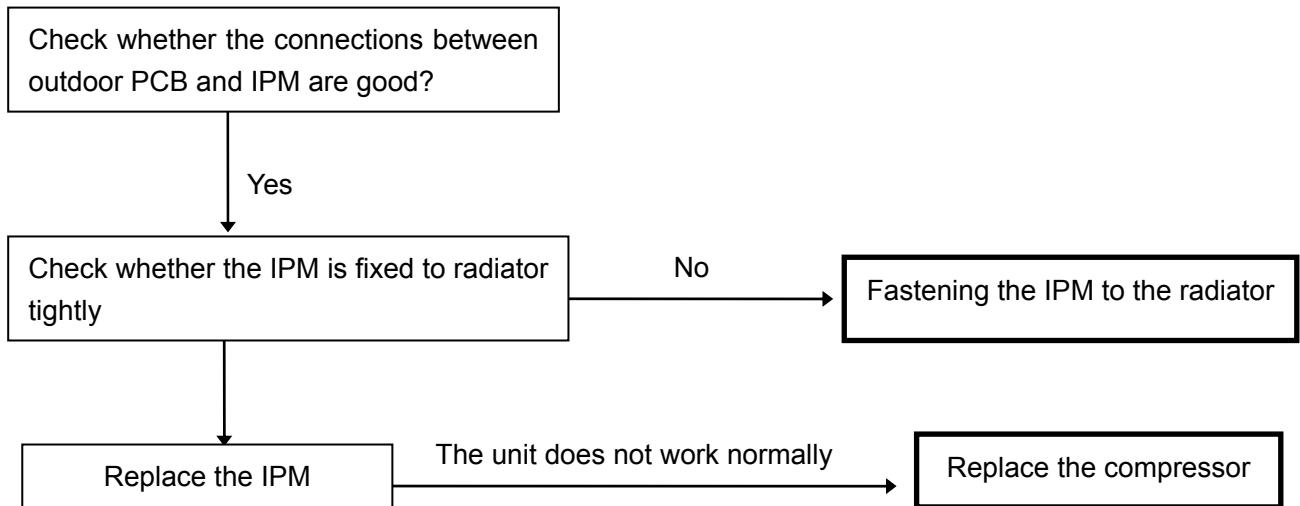 Check whether the connections between
outdoor PCB and IPM are good?
Yes
Check whether the IPM is fixed to radiator
tightly
No
Fastening the IPM to the radiator
Replace the IPM
The unit does not work normally
Replace the compressor